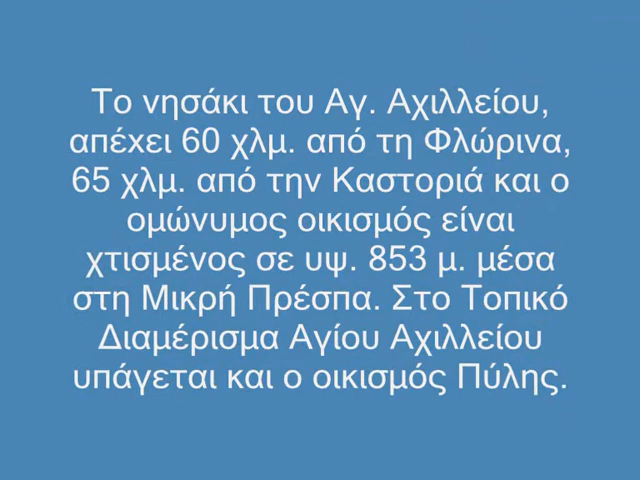 Το νησάκι του Αγ. Αχιλλείου,
απέχει 60 χλμ. από τη Φλώρινα,
65 χλμ. από την Καστοριά και ο
ομώνυμος οικισμός είναι
χτισμένος σε υψ. 853 μ. μέσα
στη Μικρή Πρέσπα. Στο Τοπικό
Διαμέρισμα Αγίου Αχιλλείου
υπάγεται και ο οικισμός Πύλης.